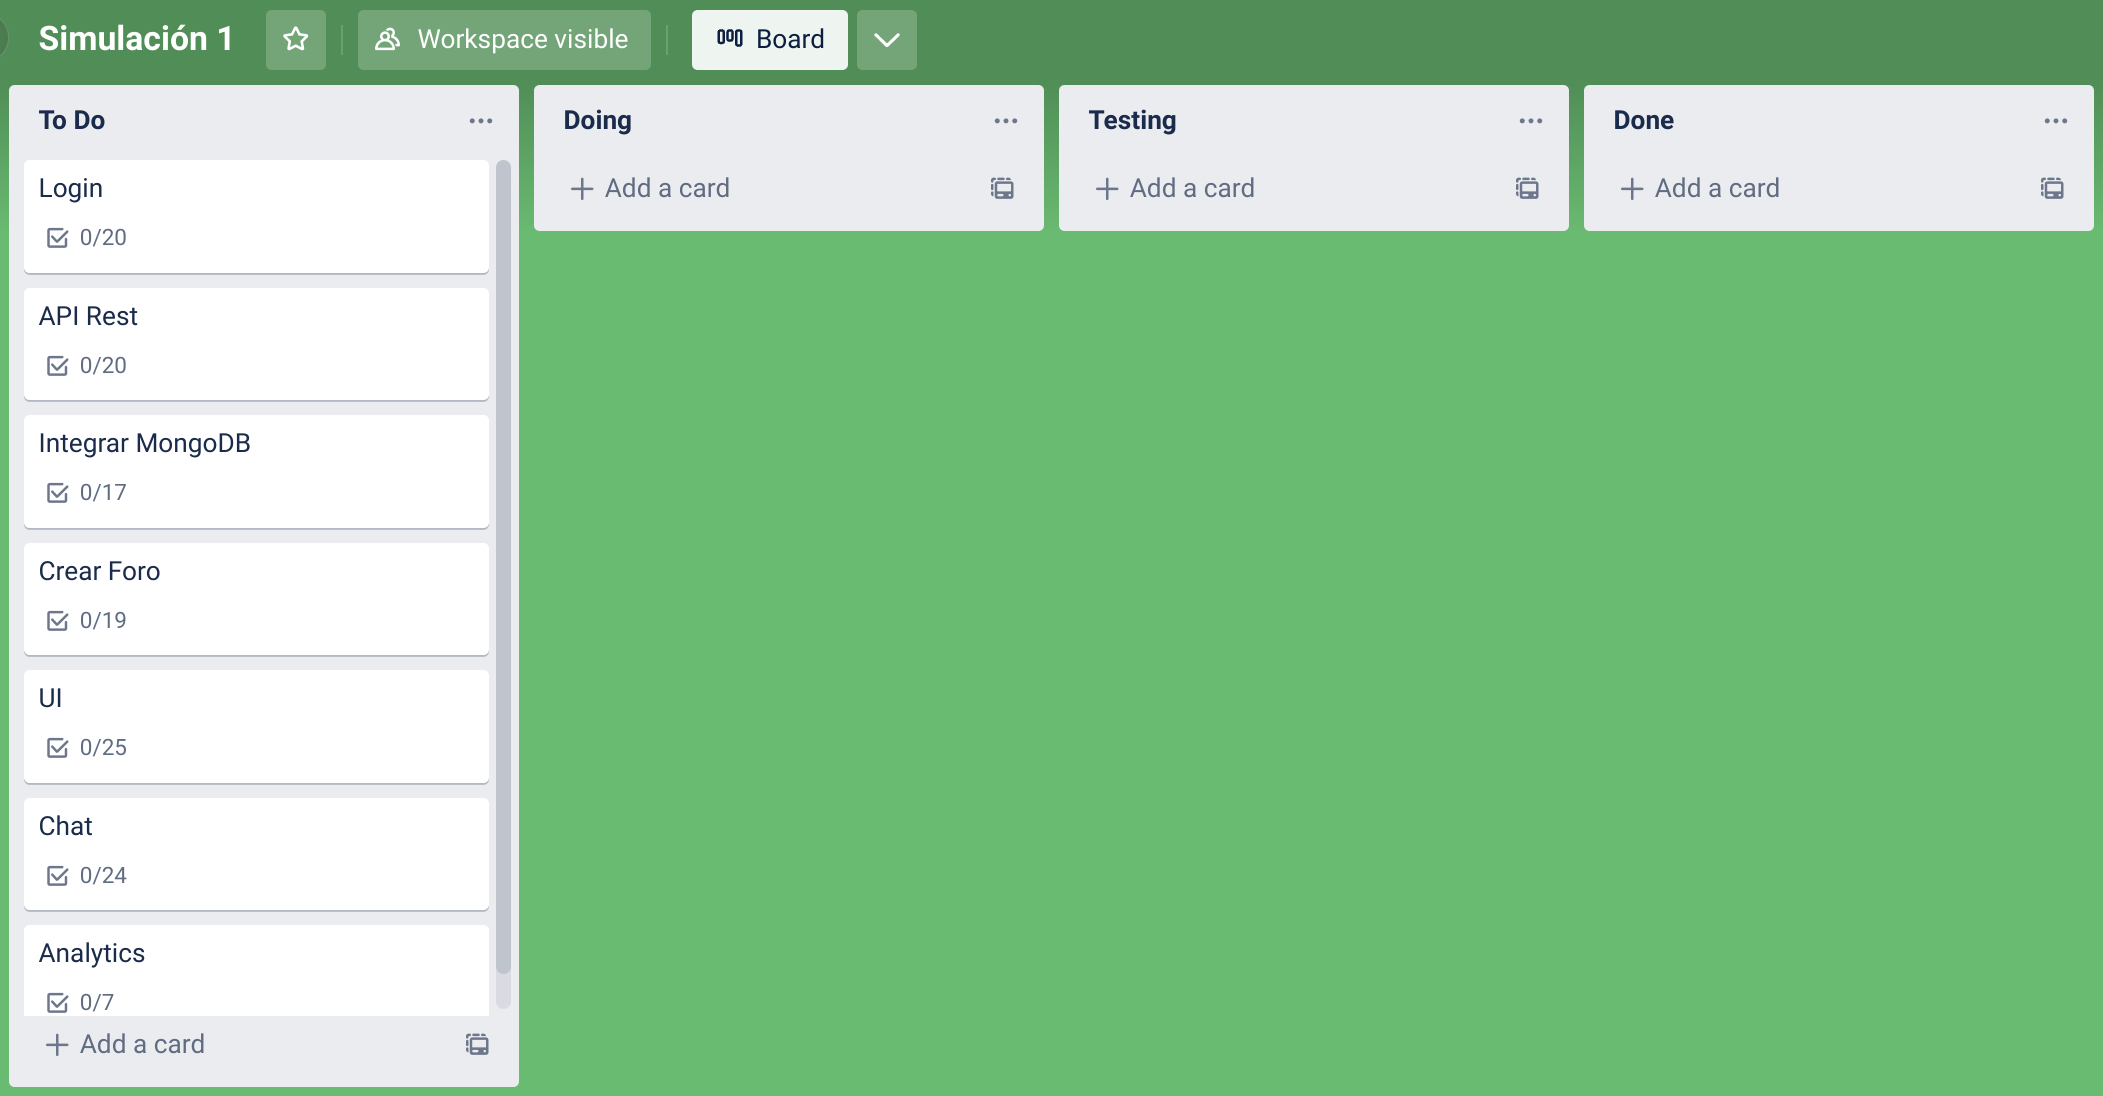 Simulación 1
Workspace visible
Board
To Do
Login
0/20
API Rest
0/20
Integrar MongoDB
0/17
Crear Foro
0/19
UI
0/25
Chat
0/24
Analytics
0/7
Add a card
Doing
Add a card
Testing
Add a card
Done
Add a card